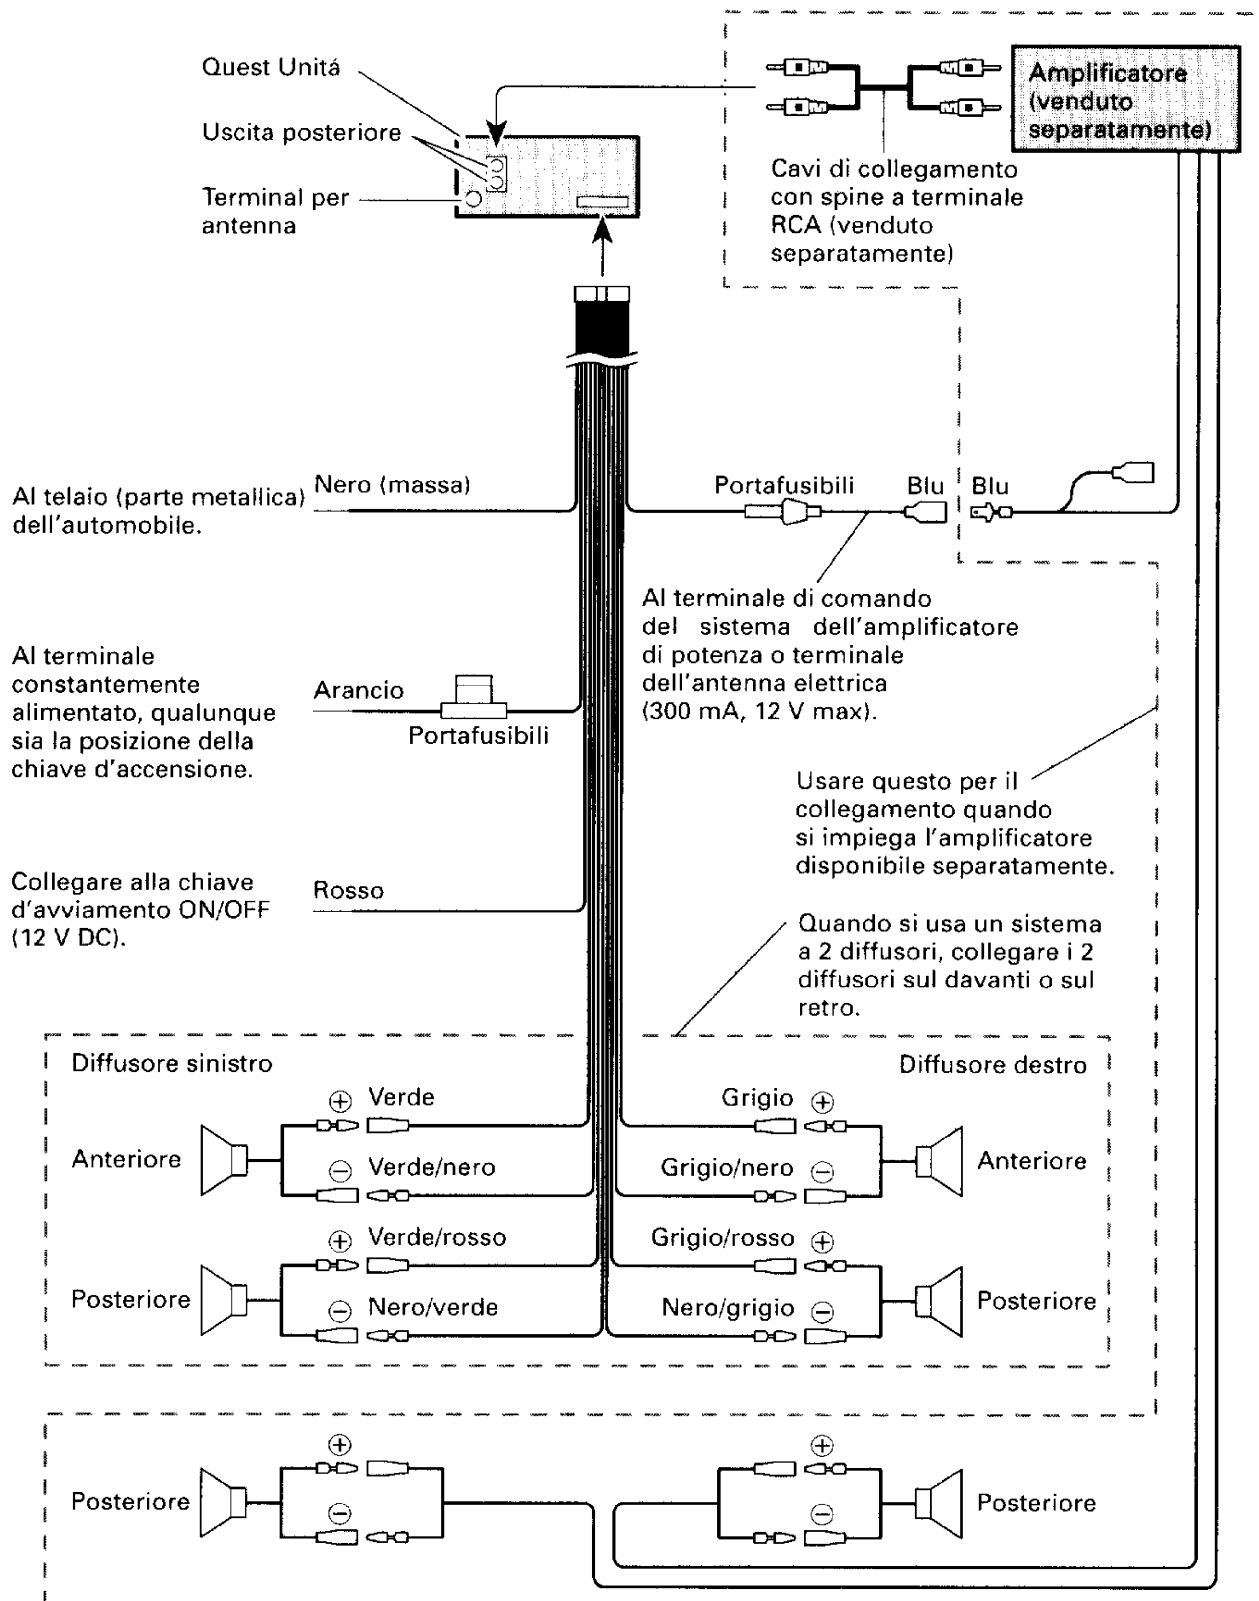 Quest Unitá
Uscita posteriore
Terminal per
antenna
Amplificatore
(venduto
separatamente)
Cavi di collegamento
con spine a terminale
RCA (venduto
separatamente)
Al telaio (parte metallica)
dell'automobile.
Nero (massa)
Portafusibili
Blu
Blu
Al terminale di comando
del sistema dell'amplificatore
di potenza o terminale
dell'antenna elettrica
(300 mA, 12 V max).
Al terminale
constantemente
alimentato, qualunque
sia la posizione della
chiave d'accensione.
Arancio
Portafusibili
Usare questo per il
collegamento quando
si impiega l'amplificatore
disponibile separatamente.
Collegare alla chiave
d'avviamento ON/OFF
(12 V DC).
Rosso
Quando si usa un sistema
a 2 diffusori, collegare i 2
diffusori sul davanti o sul
retro.
Diffusore sinistro
Diffusore destro
⊕ Verde
Grigio ⊕
Anteriore
⊖ Verde/nero
Grigio/nero ⊖
Anteriore
⊕ Verde/rosso
Grigio/rosso ⊕
Posteriore
⊖ Nero/verde
Nero/grigio ⊖
Posteriore
⊕
⊕
Posteriore
⊖
⊖
Posteriore